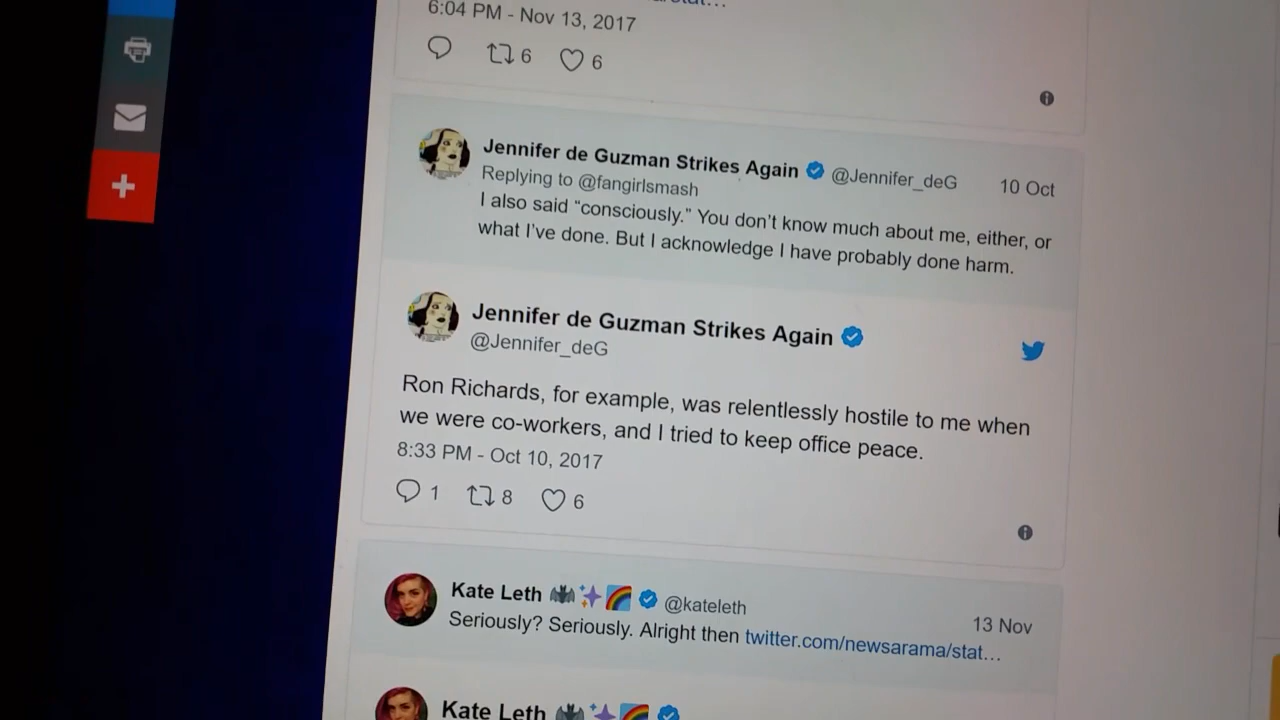 6:04 PM - Nov 13, 2017
6 6
Jennifer de Guzman Strikes Again @Jennifer_deG 10 Oct
Replying to @fangirlsmash
I also said “consciously.” You don’t know much about me, either, or
what I’ve done. But I acknowledge I have probably done harm.
Jennifer de Guzman Strikes Again
@Jennifer_deG
Ron Richards, for example, was relentlessly hostile to me when
we were co-workers, and I tried to keep office peace.
8:33 PM - Oct 10, 2017
1 8 6
Kate Leth 🦇✨🌈 @kateleth 13 Nov
Seriously? Seriously. Alright then twitter.com/newsarama/stat…
Kate Leth 🦇✨🌈